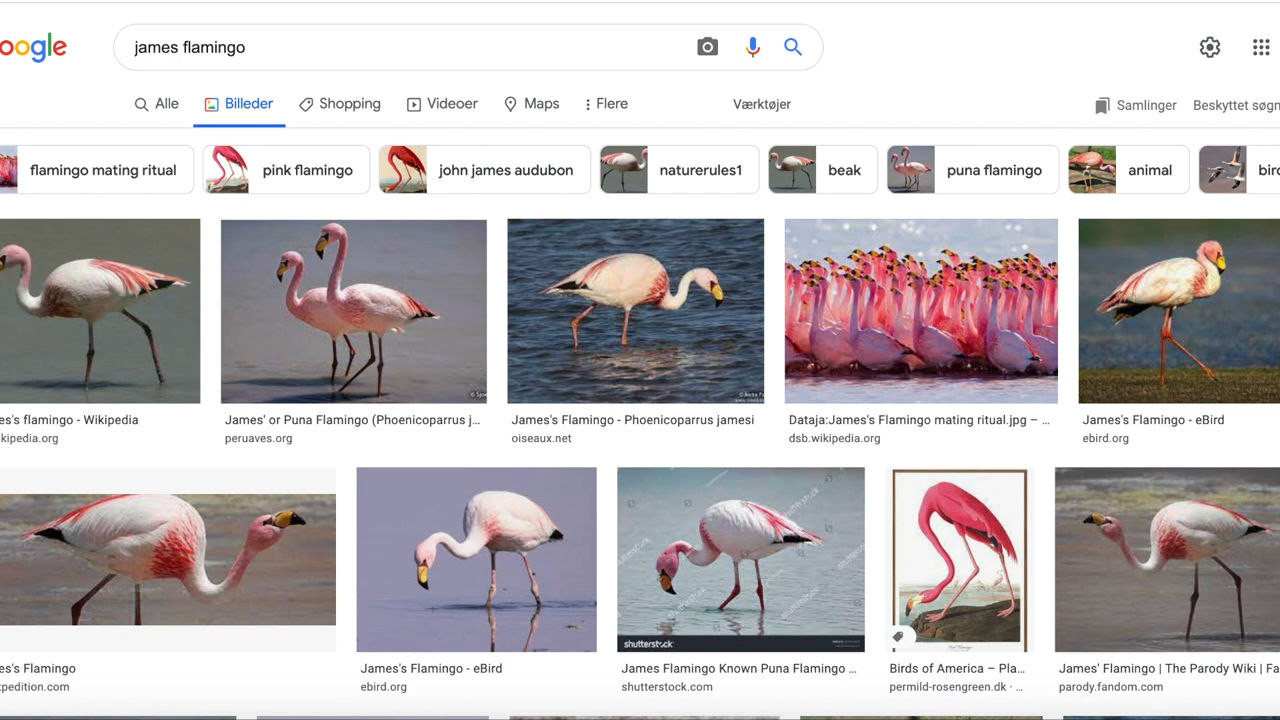 oogle
james flamingo
Alle
Billeder
Shopping
Videoer
Maps
Flere
Værktøjer
Samlinger
Beskyttet søgn
flamingo mating ritual
pink flamingo
john james audubon
naturerules1
beak
puna flamingo
animal
bird
es's flamingo - Wikipedia
kipedia.org
James' or Puna Flamingo (Phoenicoparrus j...
peruaves.org
James's Flamingo - Phoenicoparrus jamesi
oiseaux.net
Dataja:James's Flamingo mating ritual.jpg – ...
dsb.wikipedia.org
James's Flamingo - eBird
ebird.org
shutterstock
es's Flamingo
xpedition.com
James's Flamingo - eBird
ebird.org
James Flamingo Known Puna Flamingo ...
shutterstock.com
Birds of America – Pla...
permild-rosengreen.dk · ...
James' Flamingo | The Parody Wiki | Fa
parody.fandom.com